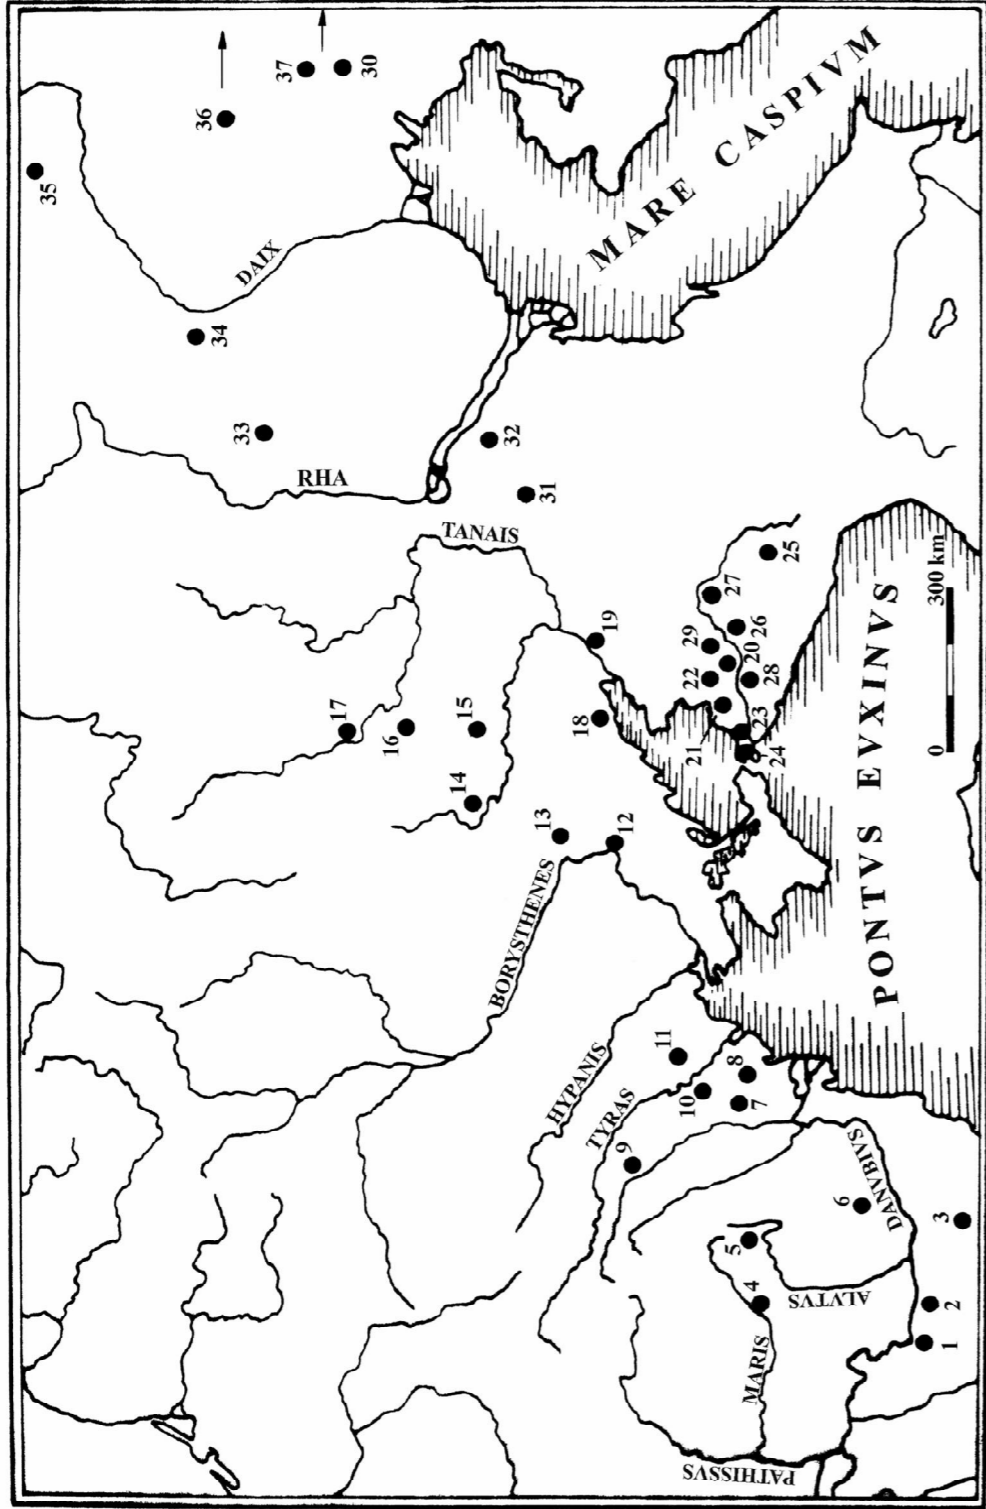 35
36
37
30
DAIX
34
33
RHA
32
31
TANAIS
MARE CASPIVM
17
16
15
14
19
18
13
12
BORYSTHENES
27
25
29
26
22
20
28
21
23
24
0 300 km
PONTVS EVXINVS
HYPANIS
11
TYRAS
10
8
7
9
DANVBIVS
6
5
3
4
ALVTVS
2
1
MARIS
PATHISSVS